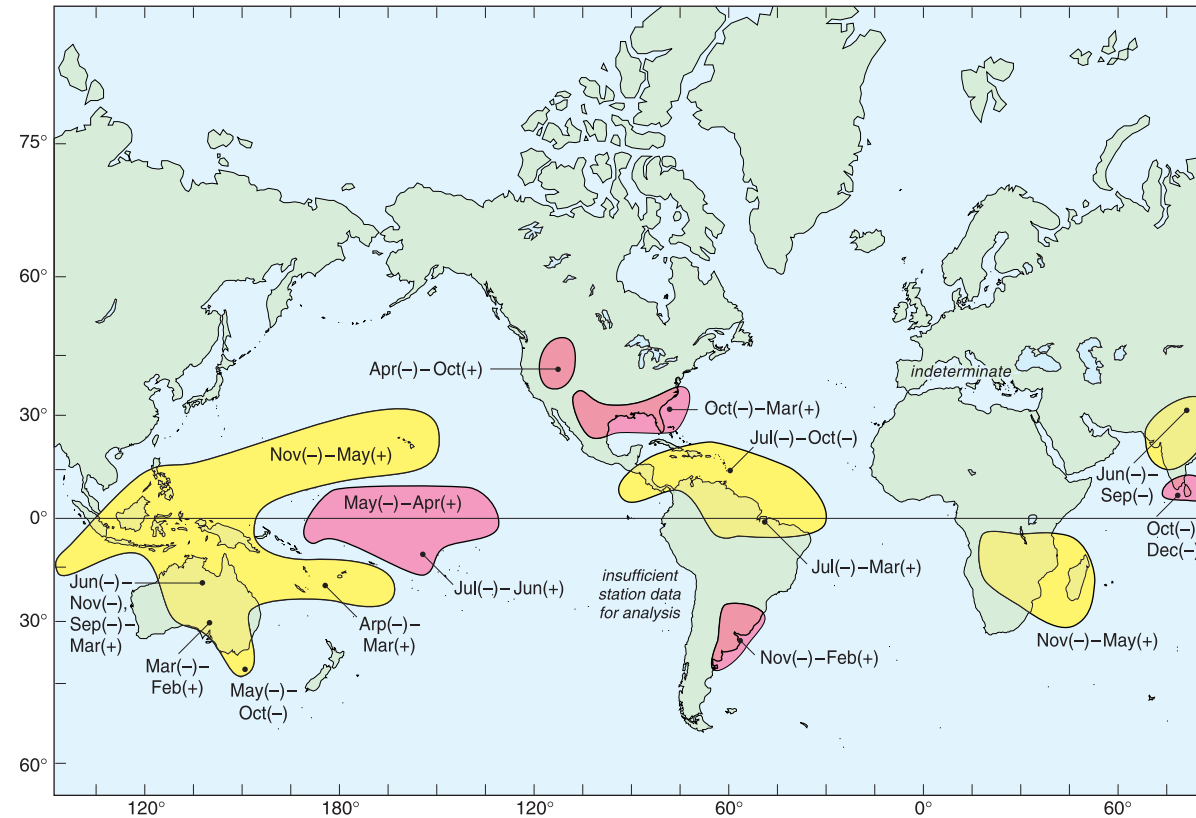 75°
60°
30°
0°
30°
60°
120°
180°
120°
60°
0°
60°
Apr(–)–Oct(+)
Oct(–)–Mar(+)
Jul(–)–Oct(–)
indeterminate
Nov(–)–May(+)
May(–)–Apr(+)
Jun(–)–
Sep(–)
Oct(–)
Dec(–)
Jun(–)–
Nov(–),
Sep(–)–
Mar(+)
Jul(–)–Jun(+)
insufficient
station data
for analysis
Jul(–)–Mar(+)
Arp(–)–
Mar(+)
Mar(–)–
Feb(+)
May(–)–
Oct(–)
Nov(–)–Feb(+)
Nov(–)–May(+)